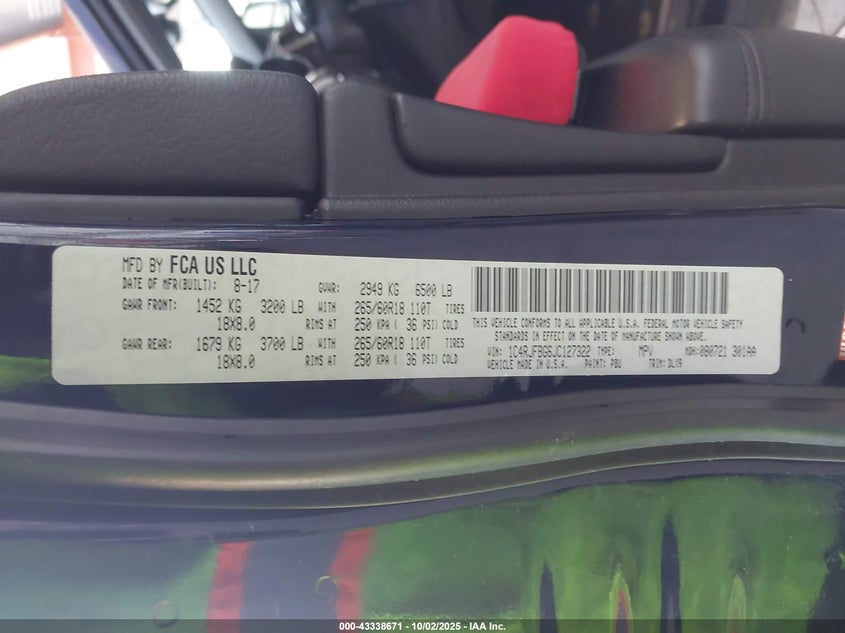 MFD BY FCA US LLC
DATE OF MFR(BUILT): 8-17 GVWR: 2949 KG 6500 LB
GAWR FRONT: 1452 KG 3200 LB WITH 265/60R18 110T TIRES
18X8.0 RIMS AT 250 KPA ( 36 PSI) COLD
GAWR REAR: 1679 KG 3700 LB WITH 265/60R18 110T TIRES
18X8.0 RIMS AT 250 KPA ( 36 PSI) COLD
THIS VEHICLE CONFORMS TO ALL APPLICABLE U.S.A. FEDERAL MOTOR VEHICLE SAFETY
STANDARDS IN EFFECT ON THE DATE OF MANUFACTURE SHOWN ABOVE.
VIN: 1C4RJFBG6JC127322 TYPE: MPV MDH: 080721 301AA
VEHICLE MADE IN U.S.A. PAINT: PBU TRIM: DLX9
000-43338671 - 10/02/2025 - IAA Inc.